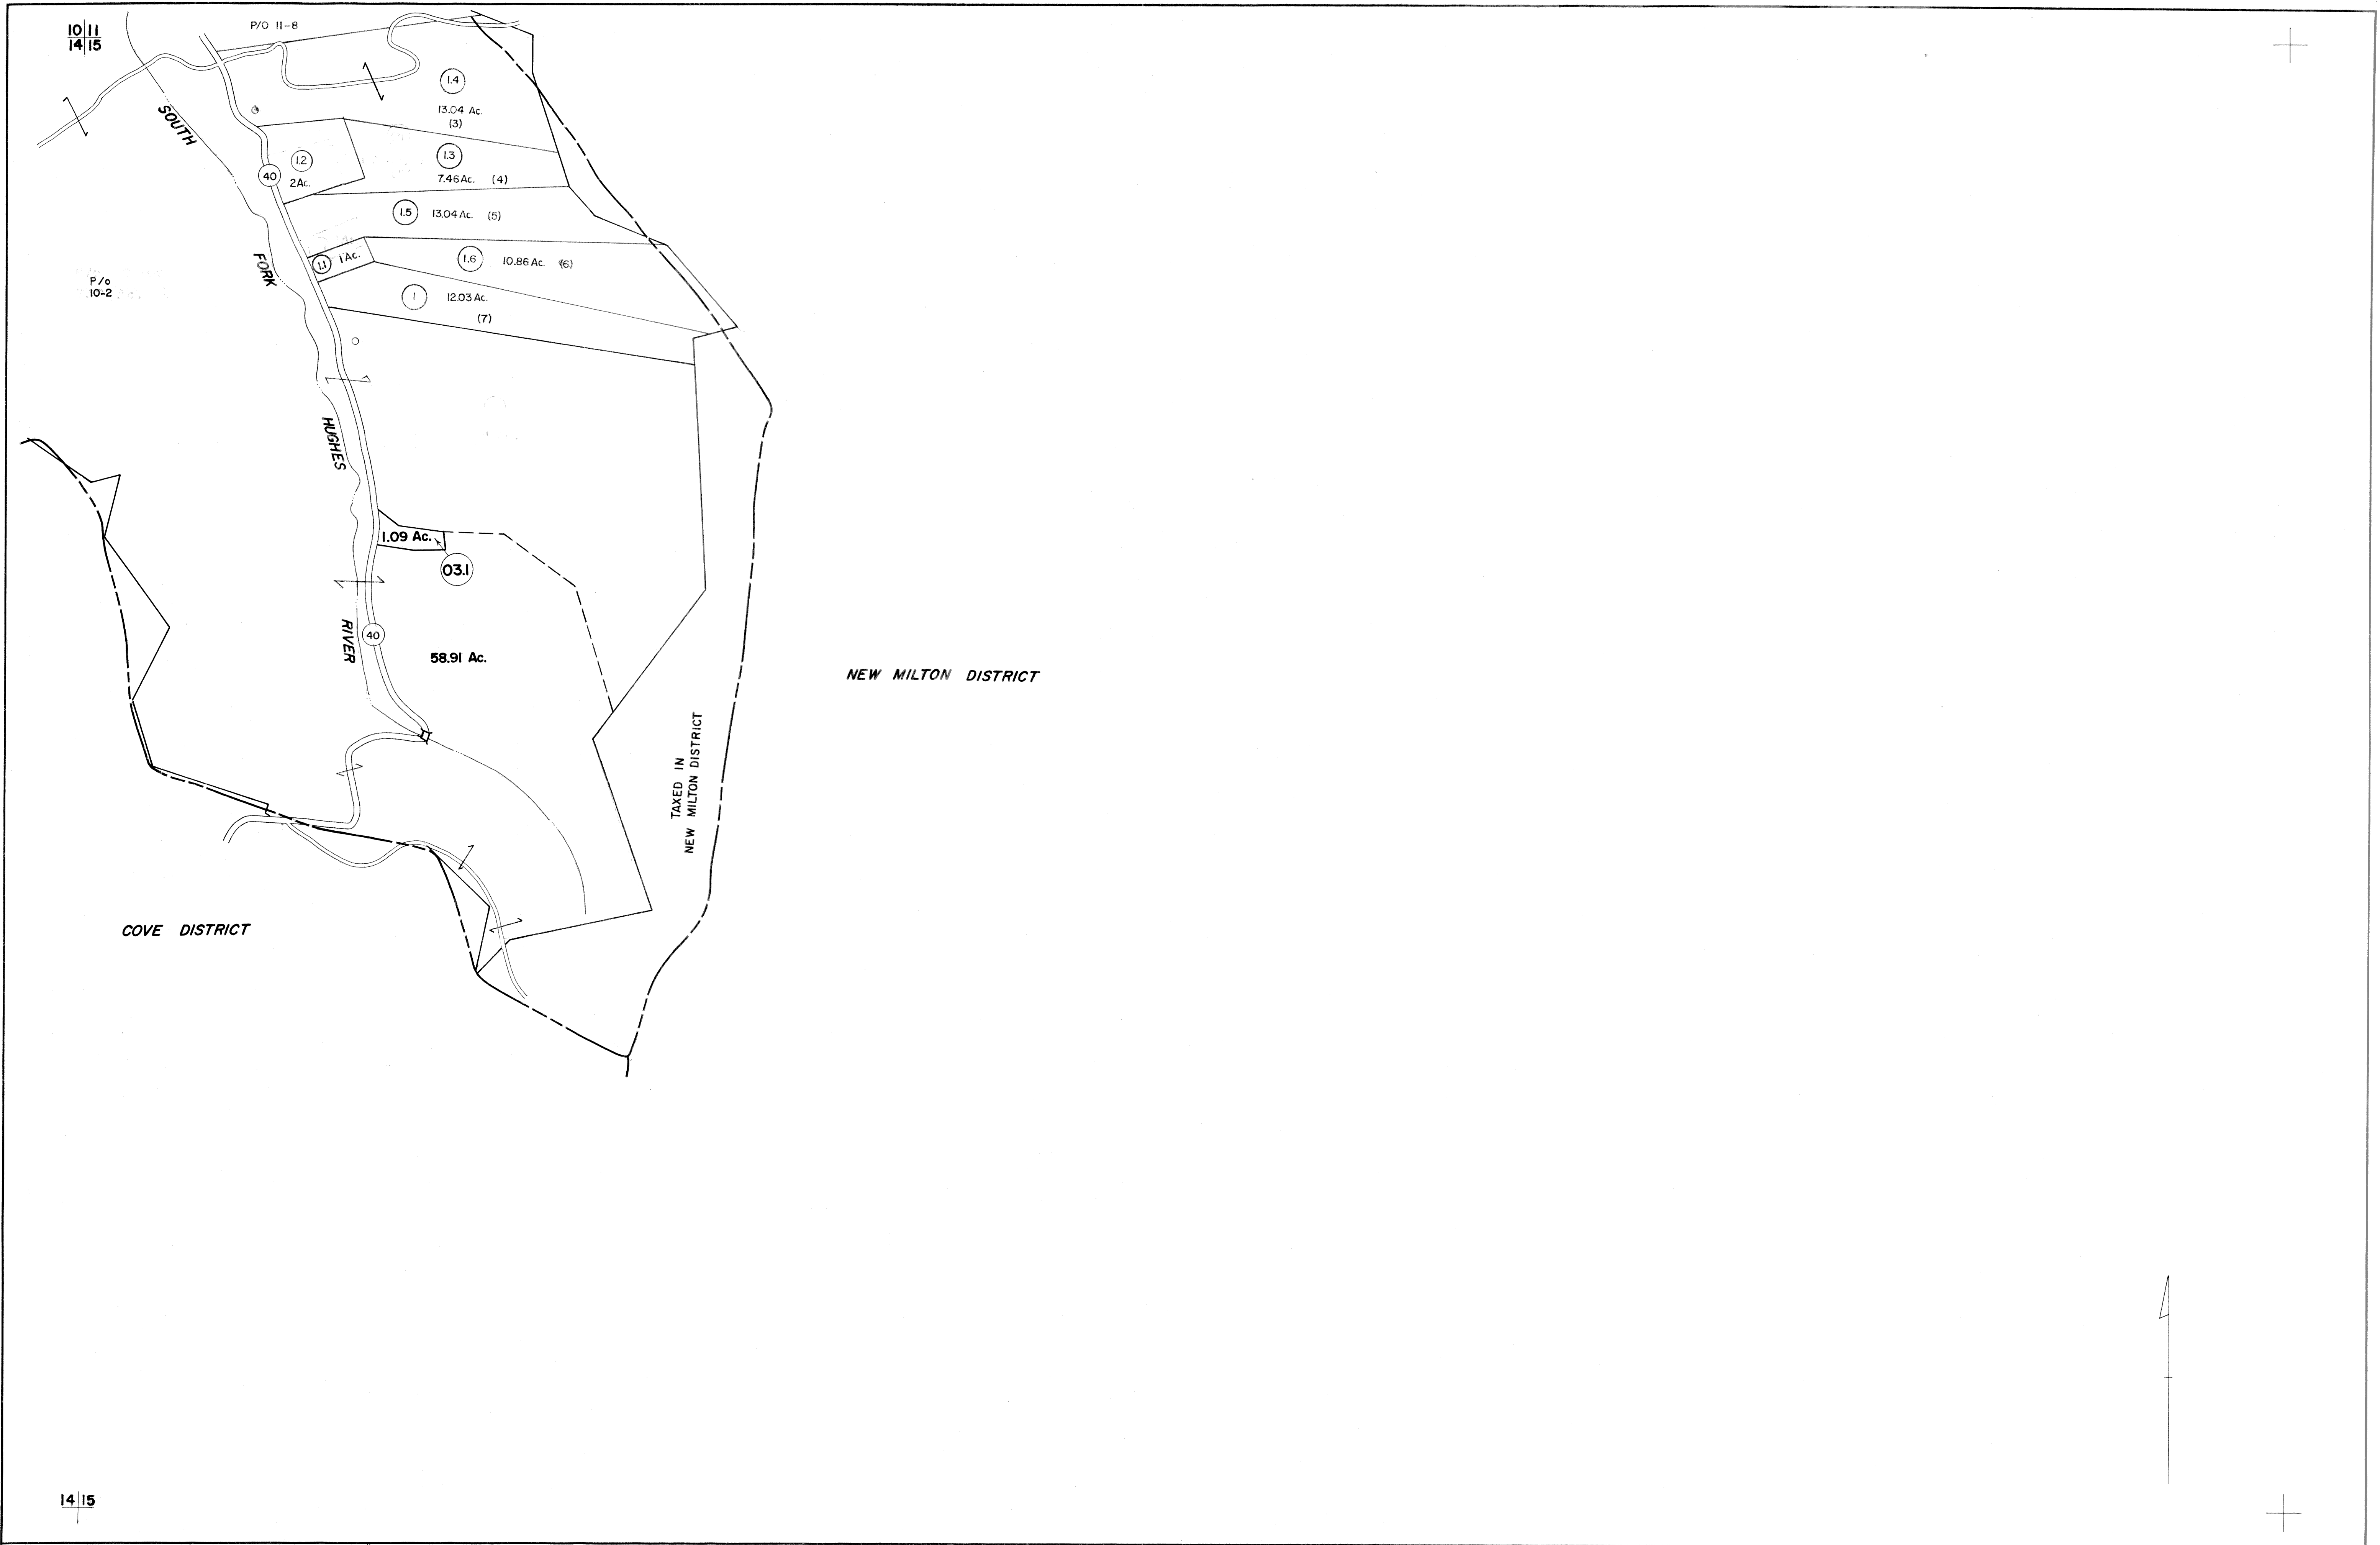 10 11
14 15
P/O 11-8
1.4
13.04 Ac.
(3)
SOUTH
1.2
2 Ac.
1.3
7.46 Ac. (4)
40
1.5 13.04 Ac. (5)
1.1 1 Ac.
1.6 10.86 Ac. (6)
FORK
P/o
10-2
1 12.03 Ac.
(7)
HUGHES
1.09 Ac.
03.1
RIVER
40
58.91 Ac.
NEW MILTON DISTRICT
TAXED IN
NEW MILTON DISTRICT
COVE DISTRICT
14 15